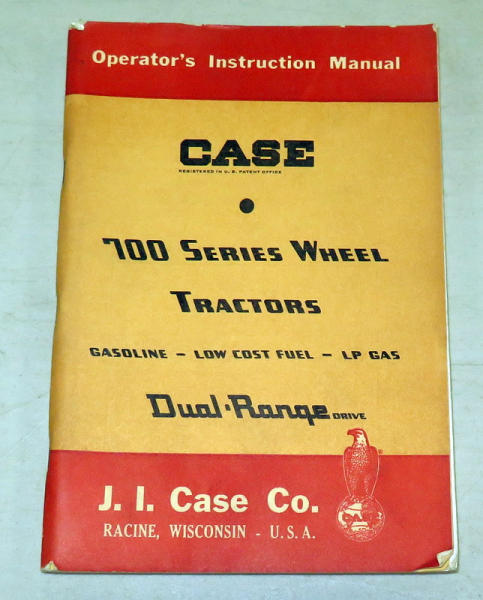 Operator's Instruction Manual
CASE
REGISTERED IN U. S. PATENT OFFICE
700 SERIES WHEEL
TRACTORS
GASOLINE - LOW COST FUEL - LP GAS
Dual-Range DRIVE
J. I. Case Co.
RACINE, WISCONSIN - U.S.A.